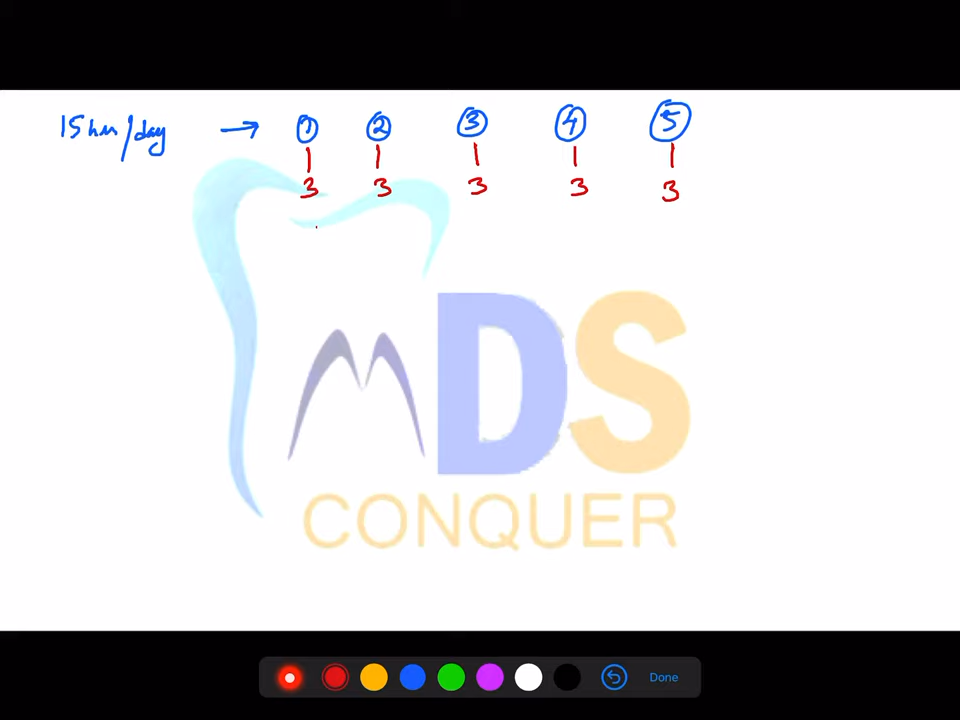 15 hrs/day → ① ② ③ ④ ⑤
3 3 3 3 3
MDS
CONQUER
Done